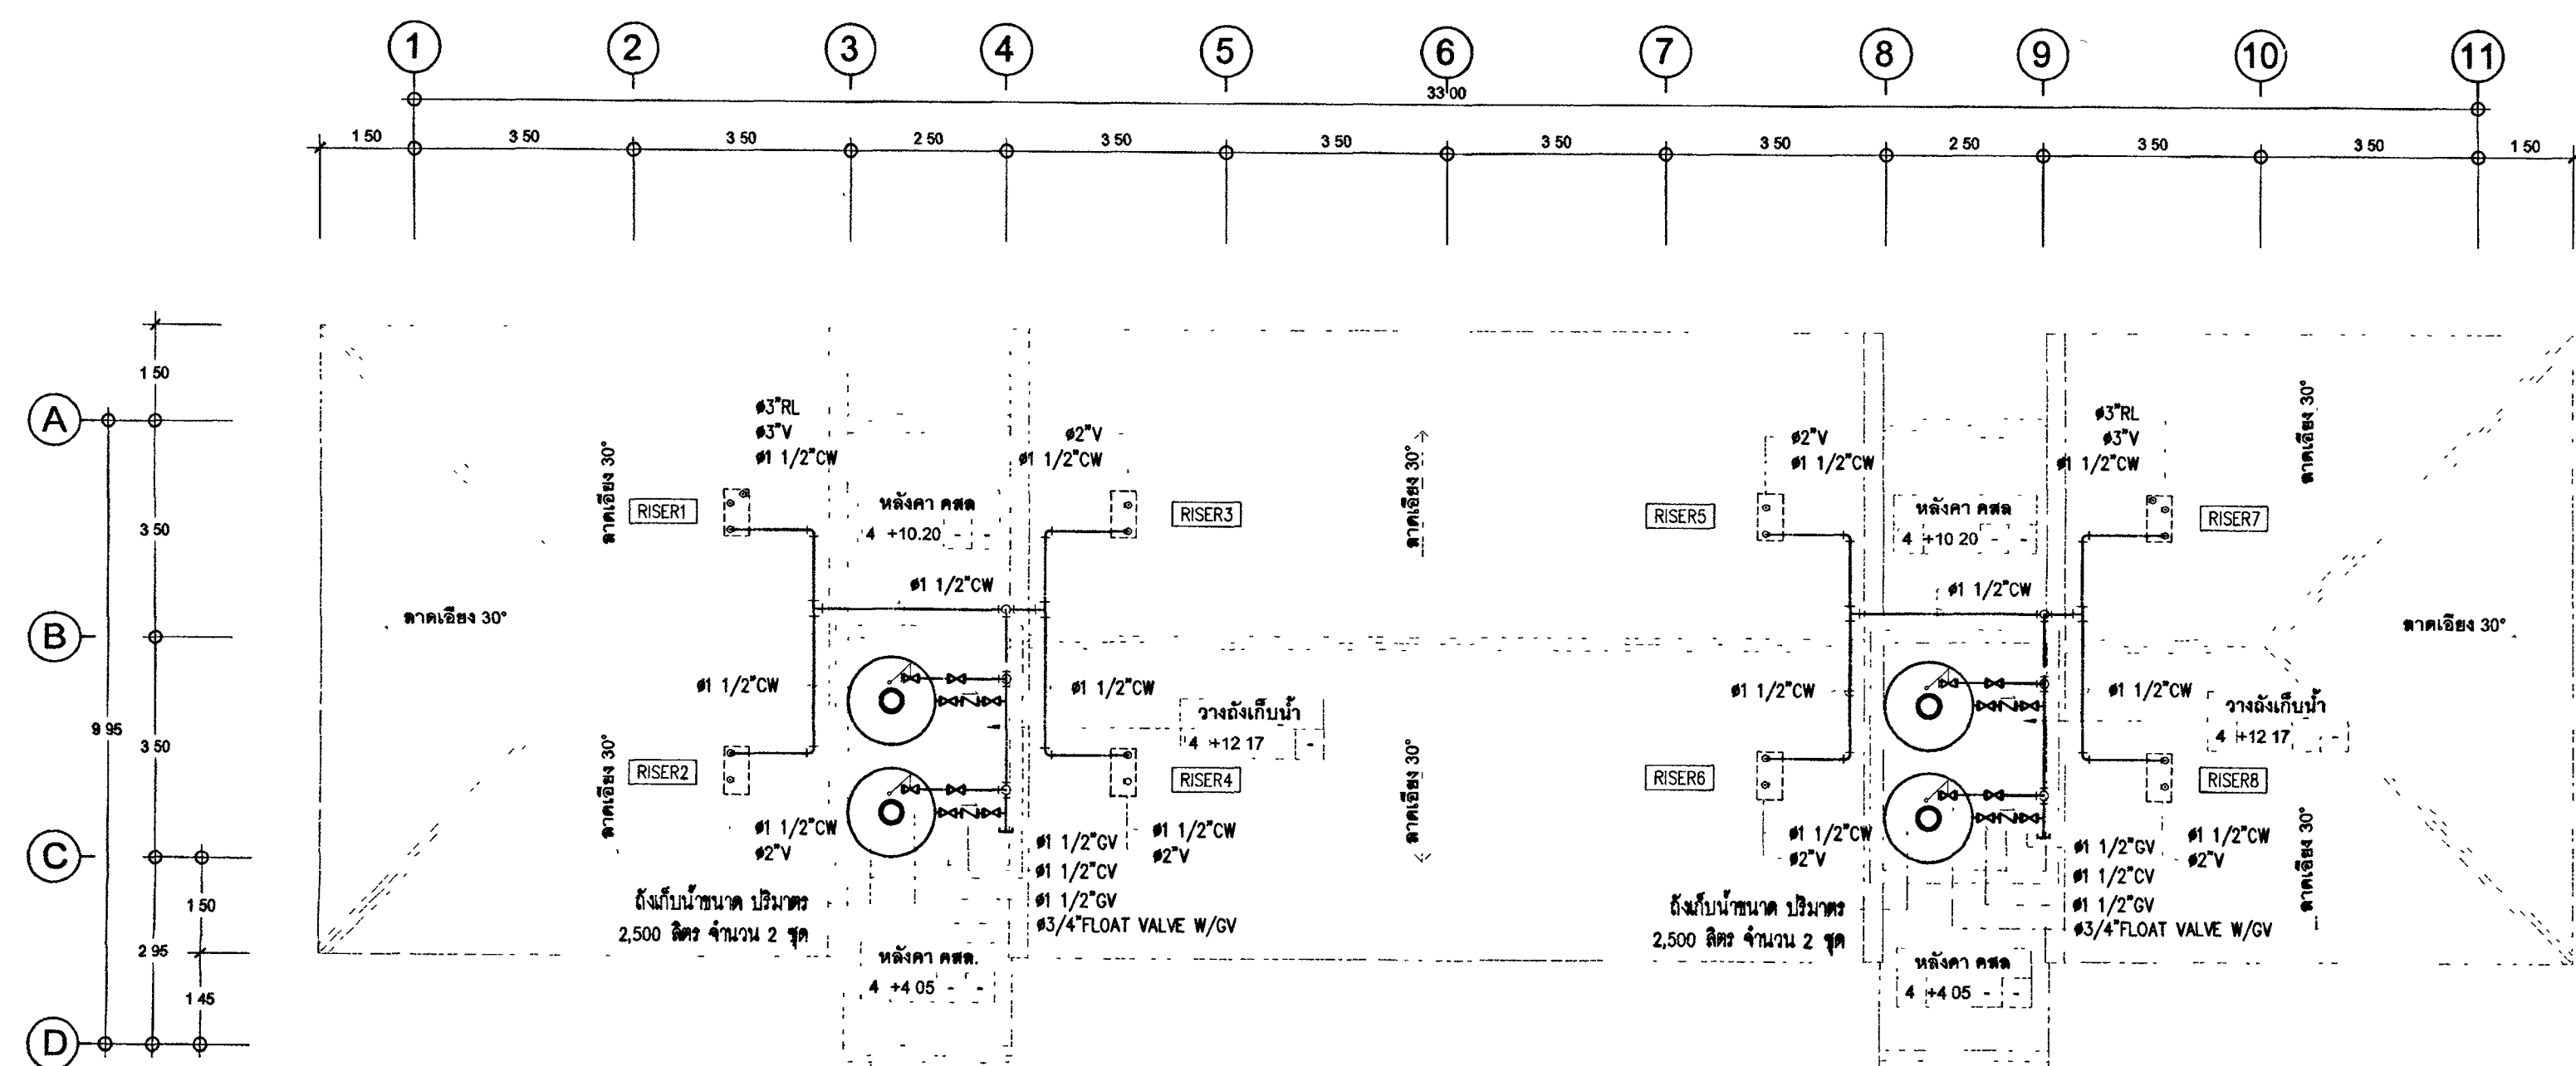 1 2 3 4 5 6 7 8 9 10 11
33 00
1 50 3 50 3 50 2 50 3 50 3 50 3 50 3 50 2 50 3 50 3 50 1 50
A
B
C
D
1 50
3 50
3 50
9 95
2 95
1 50
1 45
ø3"RL
ø3"V
ø1 1/2"CW
ø2"V
ø1 1/2"CW
ø2"V
ø1 1/2"CW
ø3"RL
ø3"V
ø1 1/2"CW
ลาดเอียง 30°
ลาดเอียง 30°
ลาดเอียง 30°
RISER1
หลังคา คสล
4 +10.20 - -
RISER3
RISER5
หลังคา คสล
4 +10 20 - -
RISER7
ø1 1/2"CW
ø1 1/2"CW
ลาดเอียง 30°
ลาดเอียง 30°
ø1 1/2"CW
ø1 1/2"CW
ø1 1/2"CW
ø1 1/2"CW
วางถังเก็บน้ำ
4 +12 17 -
วางถังเก็บน้ำ
4 +12 17 -
ลาดเอียง 30°
ลาดเอียง 30°
ลาดเอียง 30°
RISER2
RISER4
RISER6
RISER8
ø1 1/2"CW
ø2"V
ø1 1/2"GV
ø1 1/2"CV
ø1 1/2"GV
ø3/4"FLOAT VALVE W/GV
ø1 1/2"CW
ø2"V
ø1 1/2"CW
ø2"V
ø1 1/2"GV
ø1 1/2"CV
ø1 1/2"GV
ø3/4"FLOAT VALVE W/GV
ø1 1/2"CW
ø2"V
ถังเก็บน้ำขนาด ปริมาตร
2,500 ลิตร จำนวน 2 ชุด
ถังเก็บน้ำขนาด ปริมาตร
2,500 ลิตร จำนวน 2 ชุด
หลังคา คสล.
4 +4 05 - -
หลังคา คสล
4 +4 05 - -